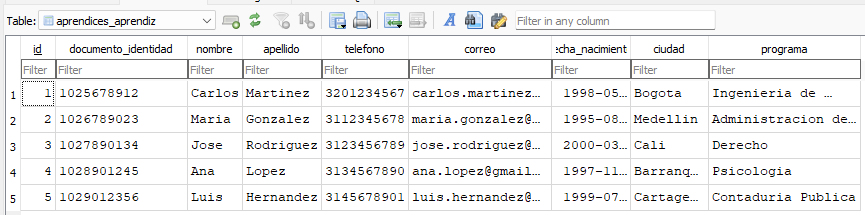 Table: aprendices_aprendiz Filter in any column
id documento_identidad nombre apellido telefono correo echa_nacimient ciudad programa
Filter Filter Filter Filter Filter Filter Filter Filter Filter
1 1 1025678912 Carlos Martinez 3201234567 carlos.martinez… 1998-05… Bogota Ingenieria de …
2 2 1026789023 Maria Gonzalez 3112345678 maria.gonzalez@… 1995-08… Medellin Administracion de…
3 3 1027890134 Jose Rodriguez 3123456789 jose.rodriguez@… 2000-03… Cali Derecho
4 4 1028901245 Ana Lopez 3134567890 ana.lopez@gmail… 1997-11… Barranq… Psicologia
5 5 1029012356 Luis Hernandez 3145678901 luis.hernandez@… 1999-07… Cartage… Contaduria Publica